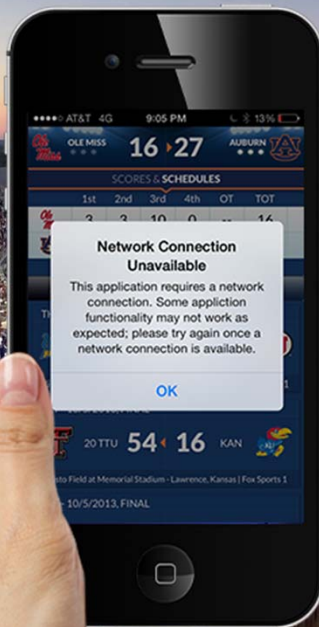 AT&T 4G 9:05 PM 13%
OLE MISS 16 27 AUBURN
SCORES & SCHEDULES
1st 2nd 3rd 4th OT TOT
3 3 10 0 -- 16
Network Connection
Unavailable
This application requires a network
connection. Some appliction
functionality may not work as
expected; please try again once a
network connection is available.
OK
20 TTU 54 16 KAN
Field at Memorial Stadium - Lawrence, Kansas | Fox Sports 1
- 10/5/2013, FINAL